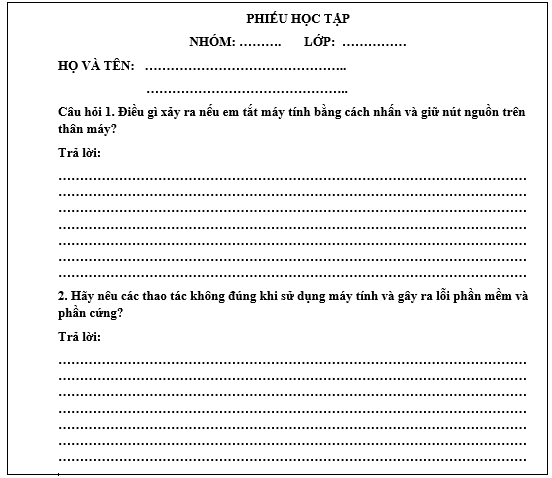 PHIẾU HỌC TẬP
NHÓM: ………. LỚP: ……………
HỌ VÀ TÊN: ………………………………………..
………………………………………..
Câu hỏi 1. Điều gì xảy ra nếu em tắt máy tính bằng cách nhấn và giữ nút nguồn trên
thân máy?
Trả lời:
…………………………………………………………………………………………………
…………………………………………………………………………………………………
…………………………………………………………………………………………………
…………………………………………………………………………………………………
…………………………………………………………………………………………………
…………………………………………………………………………………………………
…………………………………………………………………………………………………
2. Hãy nêu các thao tác không đúng khi sử dụng máy tính và gây ra lỗi phần mềm và
phần cứng?
Trả lời:
…………………………………………………………………………………………………
…………………………………………………………………………………………………
…………………………………………………………………………………………………
…………………………………………………………………………………………………
…………………………………………………………………………………………………
…………………………………………………………………………………………………
…………………………………………………………………………………………………